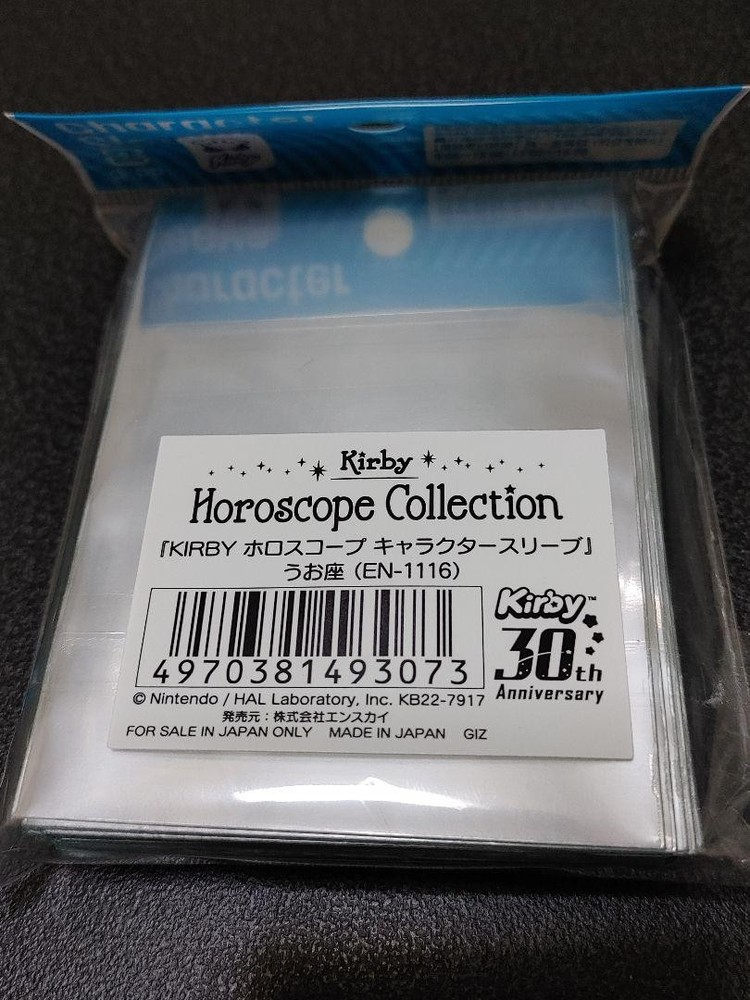 Character
Kirby
Horoscope Collection
『KIRBY ホロスコープ キャラクタースリーブ』
うお座 (EN-1116)
4970381493073
Kirby™
30th
Anniversary
© Nintendo / HAL Laboratory, Inc. KB22-7917
発売元：株式会社エンスカイ
FOR SALE IN JAPAN ONLY MADE IN JAPAN GIZ